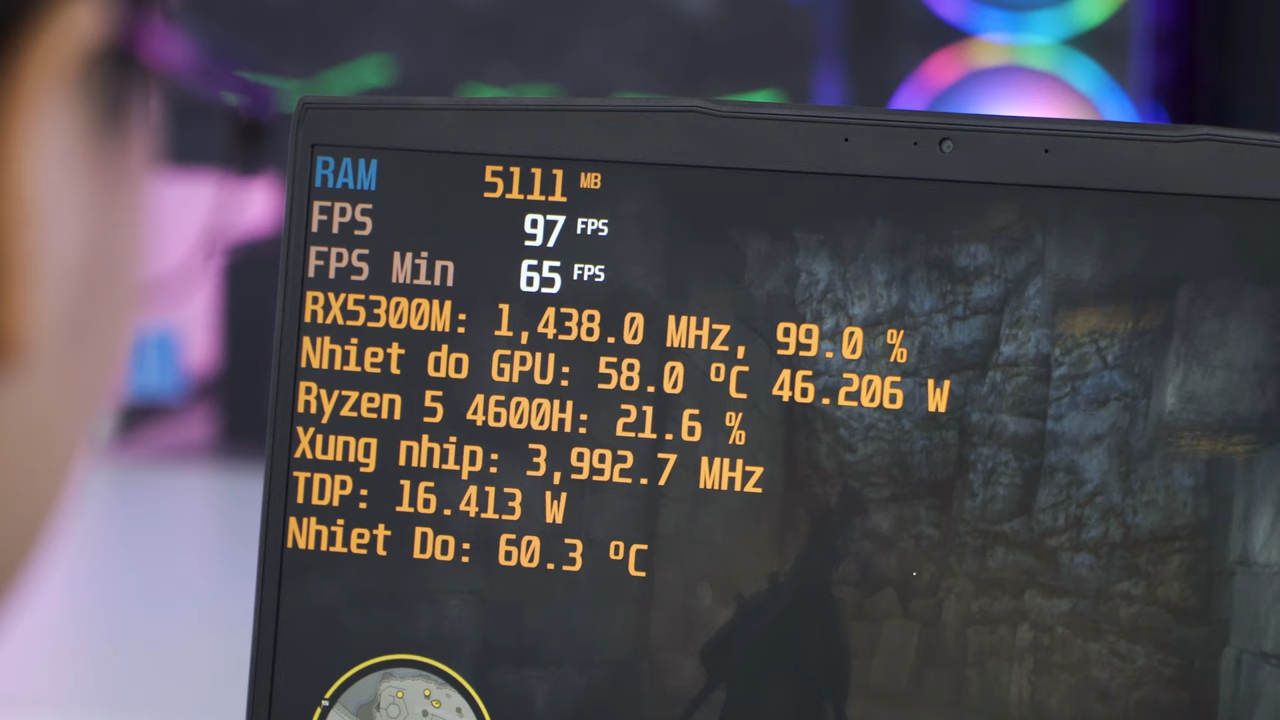 RAM 5111 MB
FPS 97 FPS
FPS Min 65 FPS
RX5300M: 1,438.0 MHz, 99.0 %
Nhiet do GPU: 58.0 ºC 46.206 W
Ryzen 5 4600H: 21.6 %
Xung nhip: 3,992.7 MHz
TDP: 16.413 W
Nhiet Do: 60.3 ºC